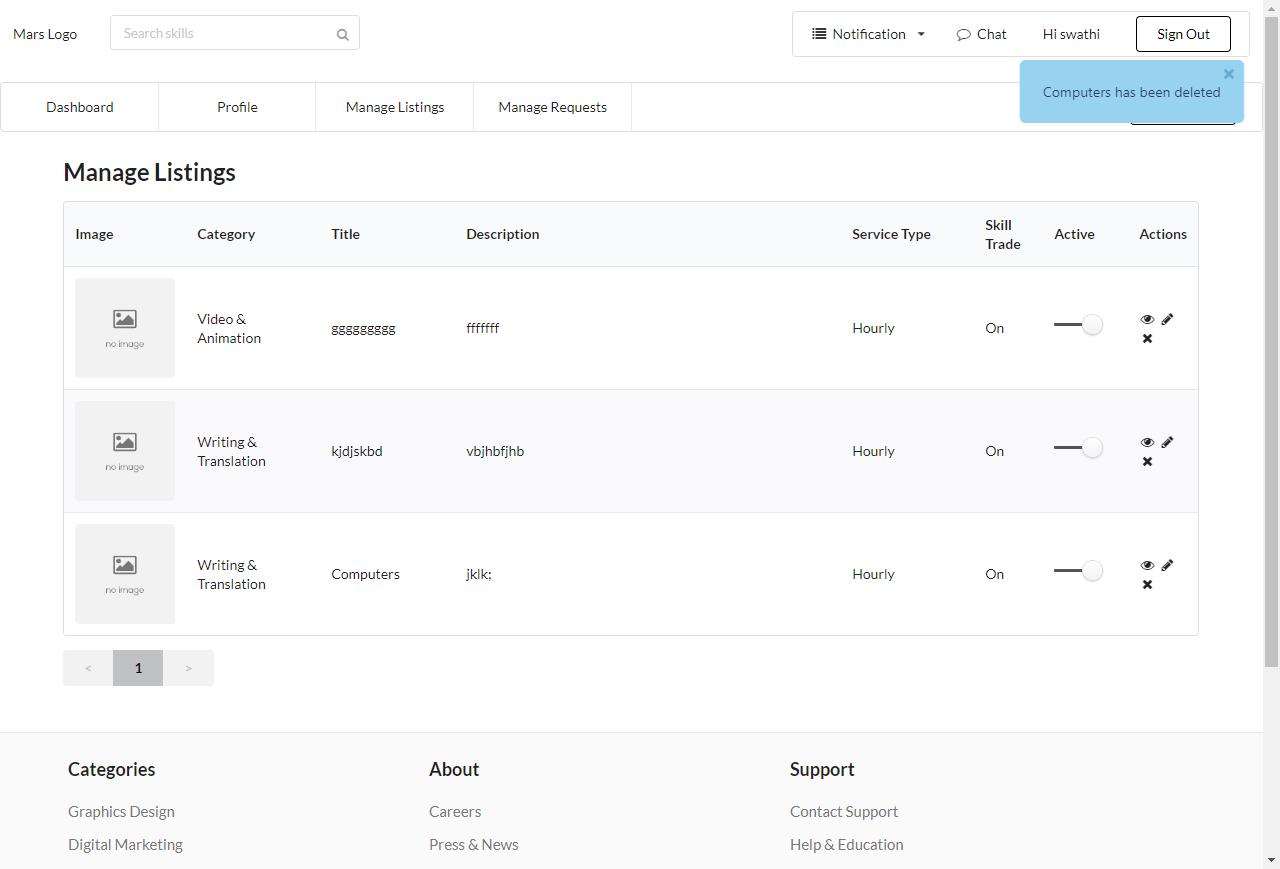 Mars Logo
Search skills
Notification
Chat
Hi swathi
Sign Out
Computers has been deleted
Dashboard
Profile
Manage Listings
Manage Requests
Manage Listings
Image
Category
Title
Description
Service Type
Skill
Trade
Active
Actions
no image
Video &
Animation
ggggggggg
fffffff
Hourly
On
no image
Writing &
Translation
kjdjskbd
vbjhbfjhb
Hourly
On
no image
Writing &
Translation
Computers
jklk;
Hourly
On
<
1
>
Categories
About
Support
Graphics Design
Careers
Contact Support
Digital Marketing
Press & News
Help & Education